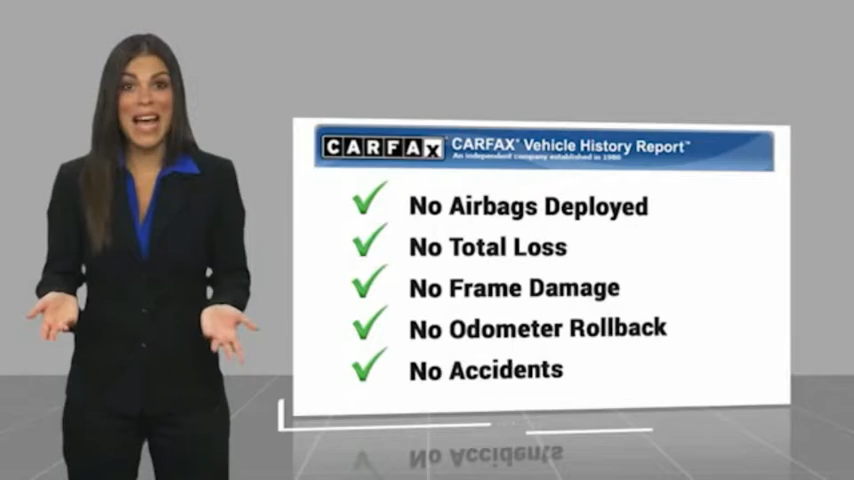 CARFAX CARFAX® Vehicle History Report™
An independent company established in 1986
No Airbags Deployed
No Total Loss
No Frame Damage
No Odometer Rollback
No Accidents
No Accidents